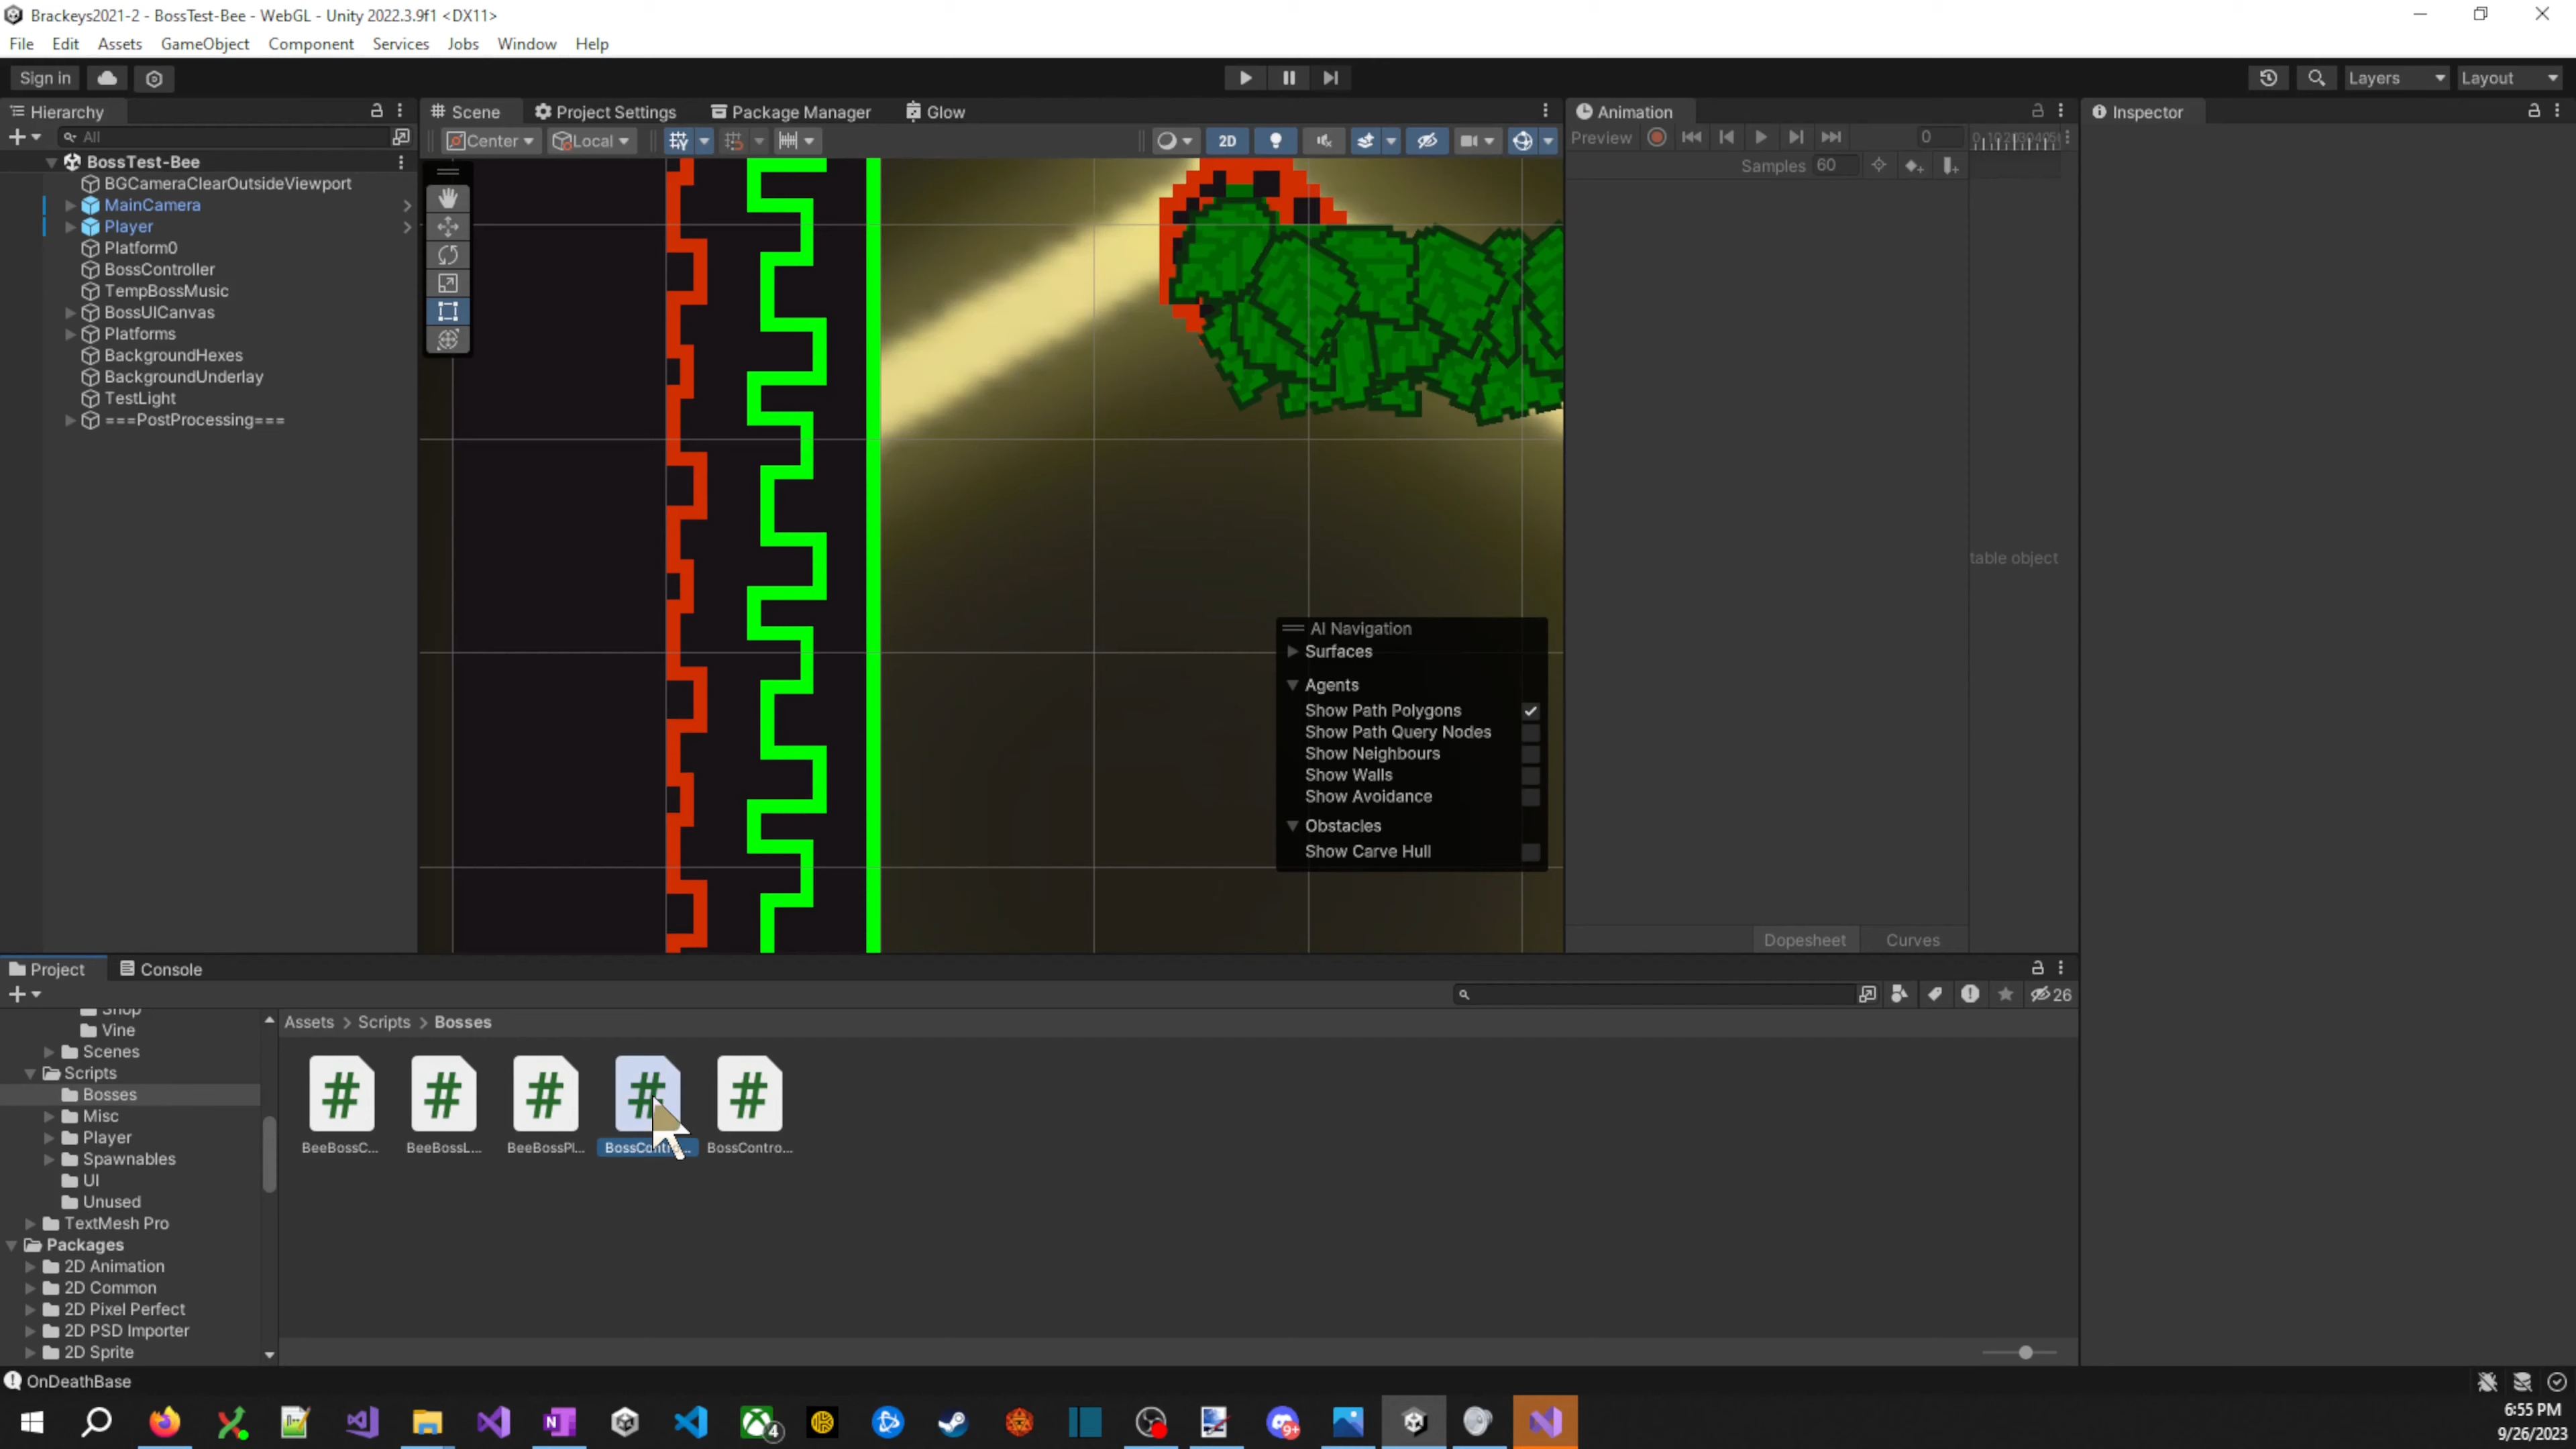 Brackeys2021-2 - BossTest-Bee - WebGL - Unity 2022.3.9f1 <DX11>
File Edit Assets GameObject Component Services Jobs Window Help
Sign in
Layers
Layout
Hierarchy
All
BossTest-Bee
BGCameraClearOutsideViewport
MainCamera
Player
Platform0
BossController
TempBossMusic
BossUICanvas
Platforms
BackgroundHexes
BackgroundUnderlay
TestLight
===PostProcessing===
Scene Project Settings Package Manager Glow
Center Local 2D
AI Navigation
Surfaces
Agents
Show Path Polygons
Show Path Query Nodes
Show Neighbours
Show Walls
Show Avoidance
Obstacles
Show Carve Hull
Animation
Preview 0
Samples 60
table object
Dopesheet Curves
Inspector
Project Console
26
Shop
Vine
Scenes
Scripts
Bosses
Misc
Player
Spawnables
UI
Unused
TextMesh Pro
Packages
2D Animation
2D Common
2D Pixel Perfect
2D PSD Importer
2D Sprite
Assets > Scripts > Bosses
BeeBossC... BeeBossL... BeeBossPl... BossContro... BossContro...
OnDeathBase
4
9+
6:55 PM
9/26/2023